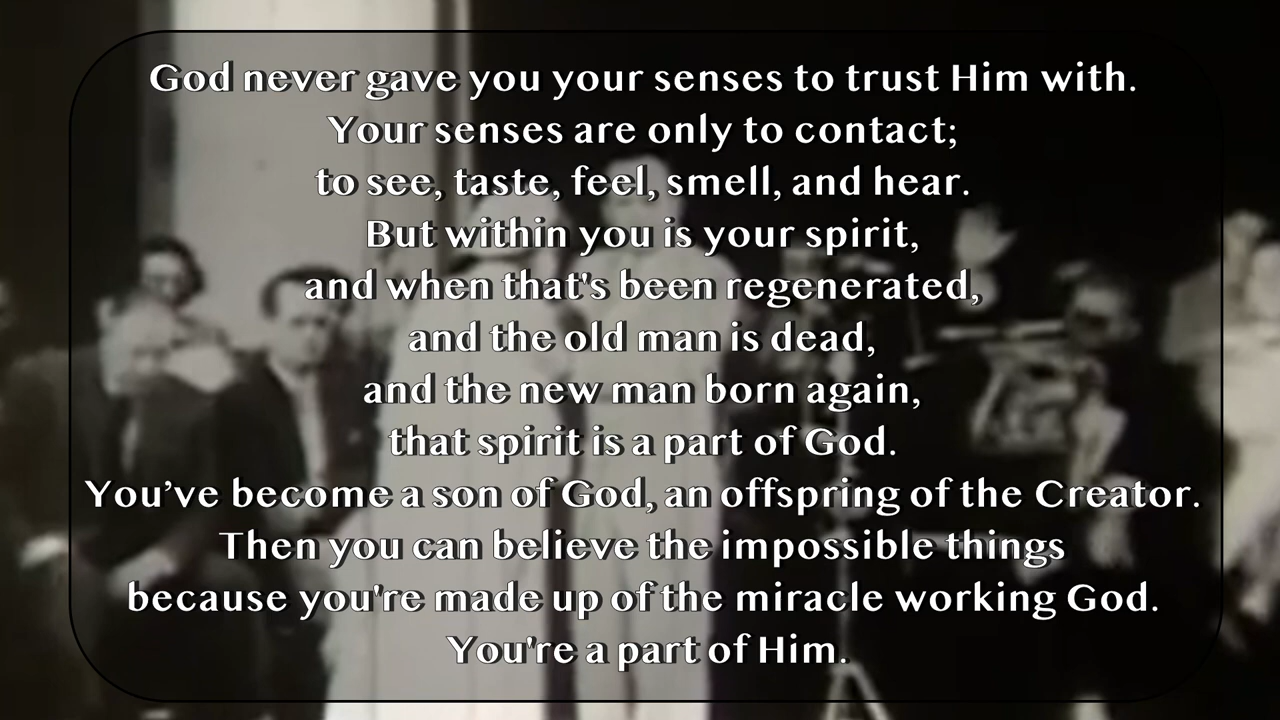 God never gave you your senses to trust Him with.
Your senses are only to contact;
to see, taste, feel, smell, and hear.
But within you is your spirit,
and when that's been regenerated,
and the old man is dead,
and the new man born again,
that spirit is a part of God.
You’ve become a son of God, an offspring of the Creator.
Then you can believe the impossible things
because you're made up of the miracle working God.
You're a part of Him.